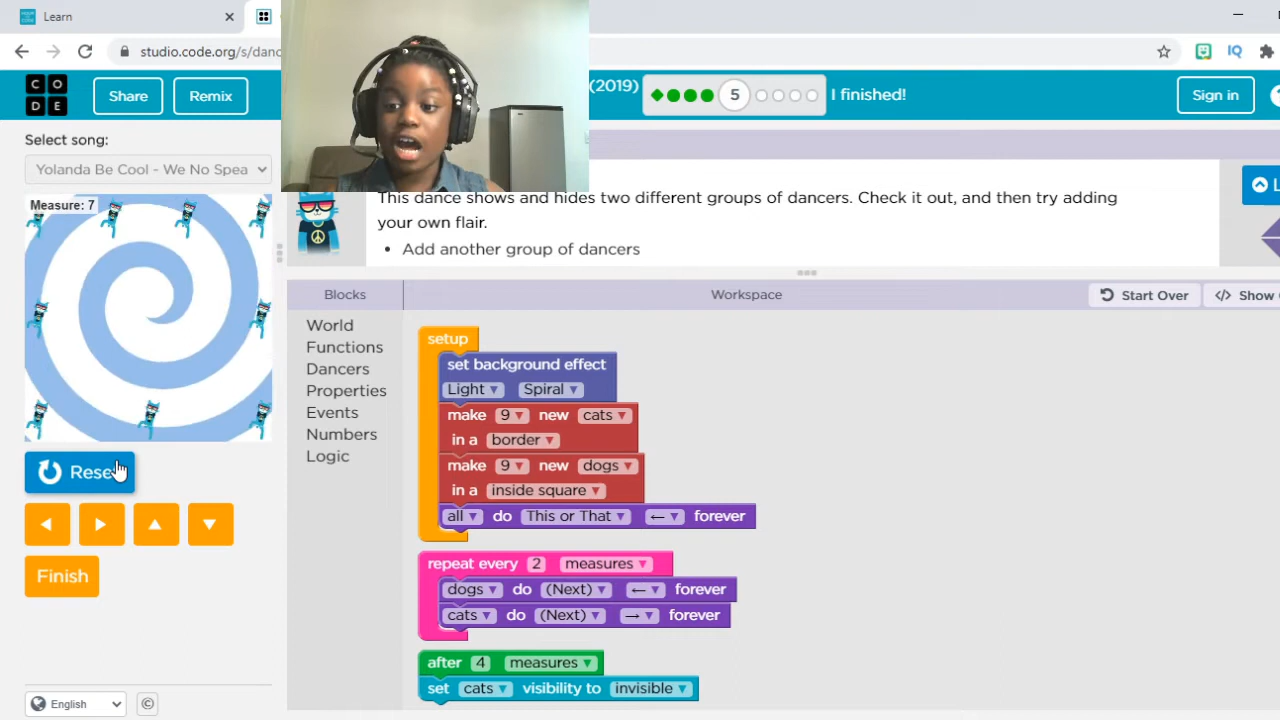 Learn
studio.code.org/s/danc
IQ
CO
DE
Share
Remix
(2019)
5
I finished!
Sign in
Select song:
Yolanda Be Cool - We No Spea
Measure: 7
This dance shows and hides two different groups of dancers. Check it out, and then try adding
your own flair.
• Add another group of dancers
Blocks
Workspace
Start Over
</> Show
World
Functions
Dancers
Properties
Events
Numbers
Logic
setup
set background effect
Light Spiral
make 9 new cats
in a border
make 9 new dogs
in a inside square
all do This or That ← forever
repeat every 2 measures
dogs do (Next) ← forever
cats do (Next) → forever
after 4 measures
set cats visibility to invisible
Rese
Finish
English
©